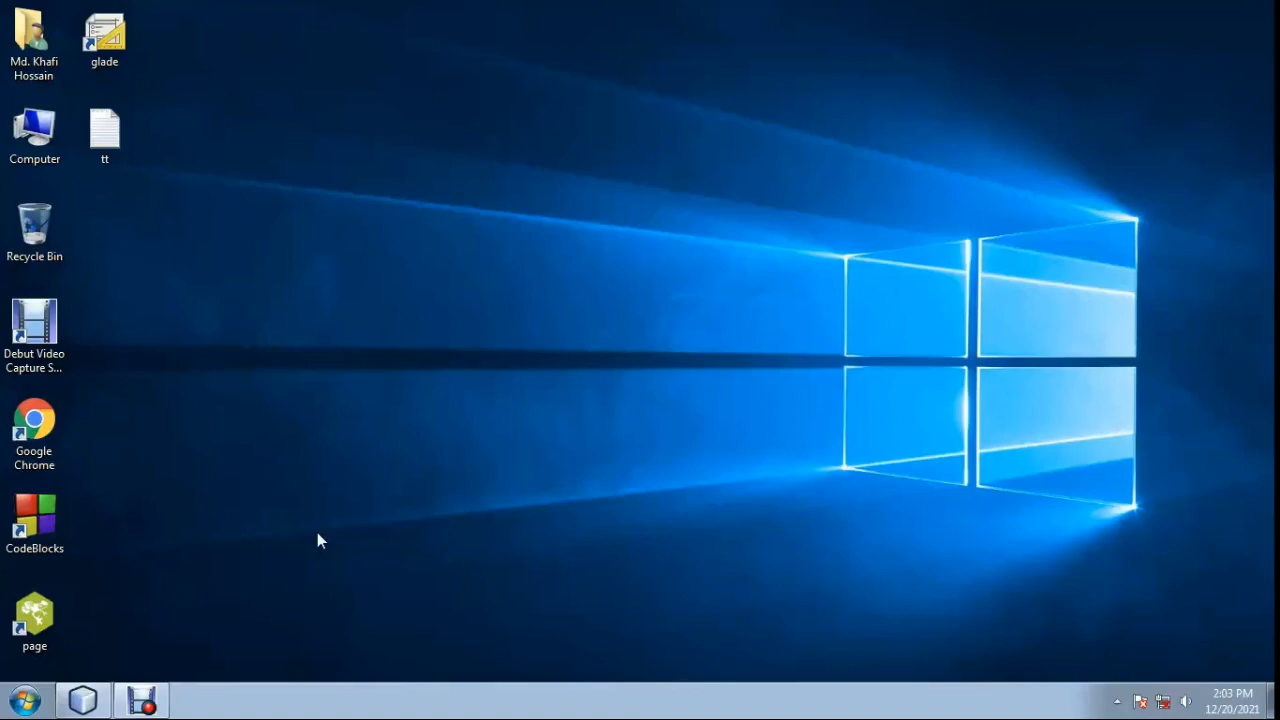 Md. Khafi
Hossain
glade
Computer
tt
Recycle Bin
Debut Video
Capture S...
Google
Chrome
CodeBlocks
page
2:03 PM
12/20/2021